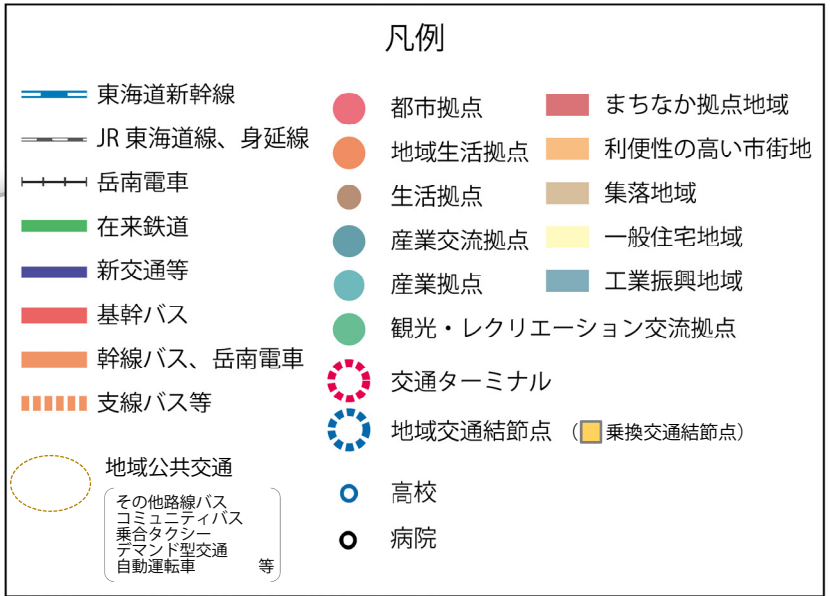 凡例
東海道新幹線
JR 東海道線、身延線
岳南電車
在来鉄道
新交通等
基幹バス
幹線バス、岳南電車
支線バス等
地域公共交通
その他路線バス
コミュニティバス
乗合タクシー
デマンド型交通
自動運転車 等
都市拠点
地域生活拠点
生活拠点
産業交流拠点
産業拠点
観光・レクリエーション交流拠点
交通ターミナル
地域交通結節点 （乗換交通結節点）
高校
病院
まちなか拠点地域
利便性の高い市街地
集落地域
一般住宅地域
工業振興地域